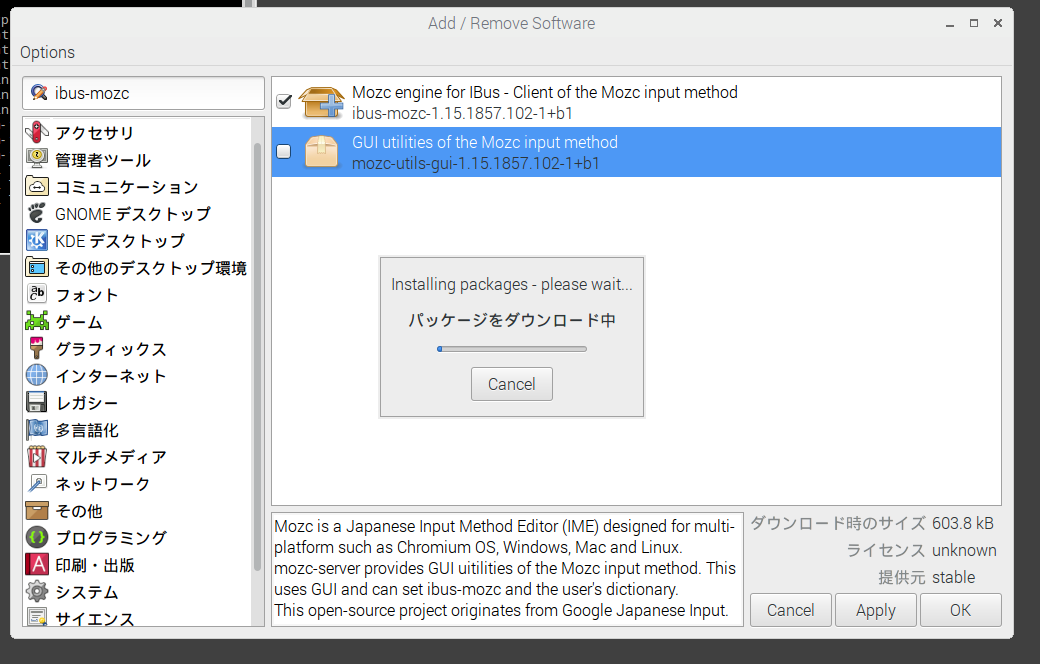 Add / Remove Software
Options
ibus-mozc
アクセサリ
管理者ツール
コミュニケーション
GNOME デスクトップ
KDE デスクトップ
その他のデスクトップ環境
フォント
ゲーム
グラフィックス
インターネット
レガシー
多言語化
マルチメディア
ネットワーク
その他
プログラミング
印刷・出版
システム
サイエンス
Mozc engine for IBus - Client of the Mozc input method
ibus-mozc-1.15.1857.102-1+b1
GUI utilities of the Mozc input method
mozc-utils-gui-1.15.1857.102-1+b1
Installing packages - please wait...
パッケージをダウンロード中
Cancel
Mozc is a Japanese Input Method Editor (IME) designed for multi-
platform such as Chromium OS, Windows, Mac and Linux.
mozc-server provides GUI uitilities of the Mozc input method. This
uses GUI and can set ibus-mozc and the user's dictionary.
This open-source project originates from Google Japanese Input.
ダウンロード時のサイズ 603.8 kB
ライセンス unknown
提供元 stable
Cancel
Apply
OK